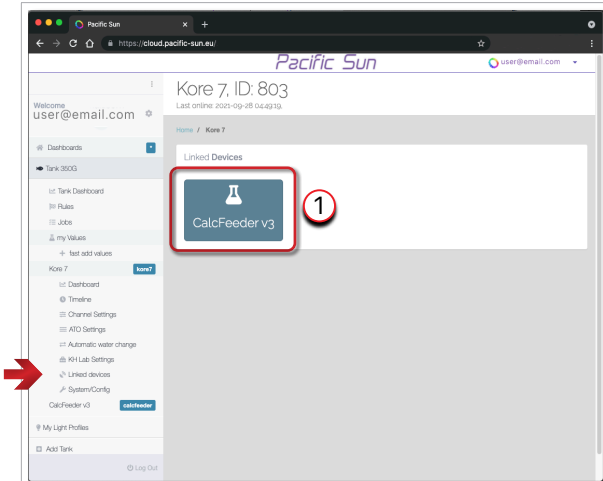 Pacific Sun
https://cloud.pacific-sun.eu/
Pacific Sun
user@email.com
Welcome
user@email.com
Dashboards
Tank 350G
Tank Dashboard
Rules
Jobs
my Values
fast add values
Kore 7
kore7
Dashboard
Timeline
Channel Settings
ATO Settings
Automatic water change
KH Lab Settings
Linked devices
System/Config
CalcFeeder v3
calcfeeder
My Light Profiles
Add Tank
Log Out
Kore 7, ID: 803
Last online: 2021-09-28 04:49:19,
Home / Kore 7
Linked Devices
CalcFeeder v3
1